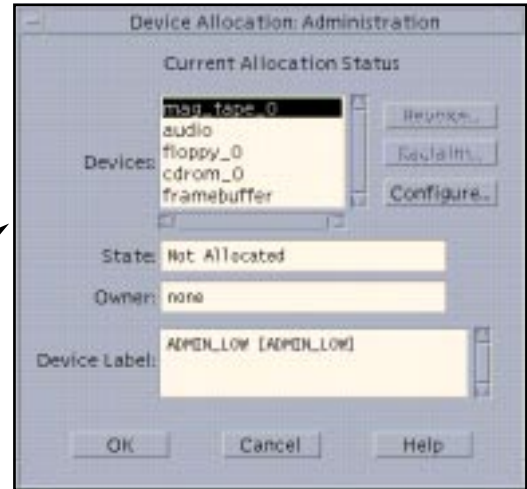 Device Allocation: Administration
Current Allocation Status
Devices:
mag_tape_0
audio
floppy_0
cdrom_0
framebuffer
Revoke...
Reclaim...
Configure...
State: Not Allocated
Owner: none
Device Label: ADMIN_LOW [ADMIN_LOW]
OK Cancel Help